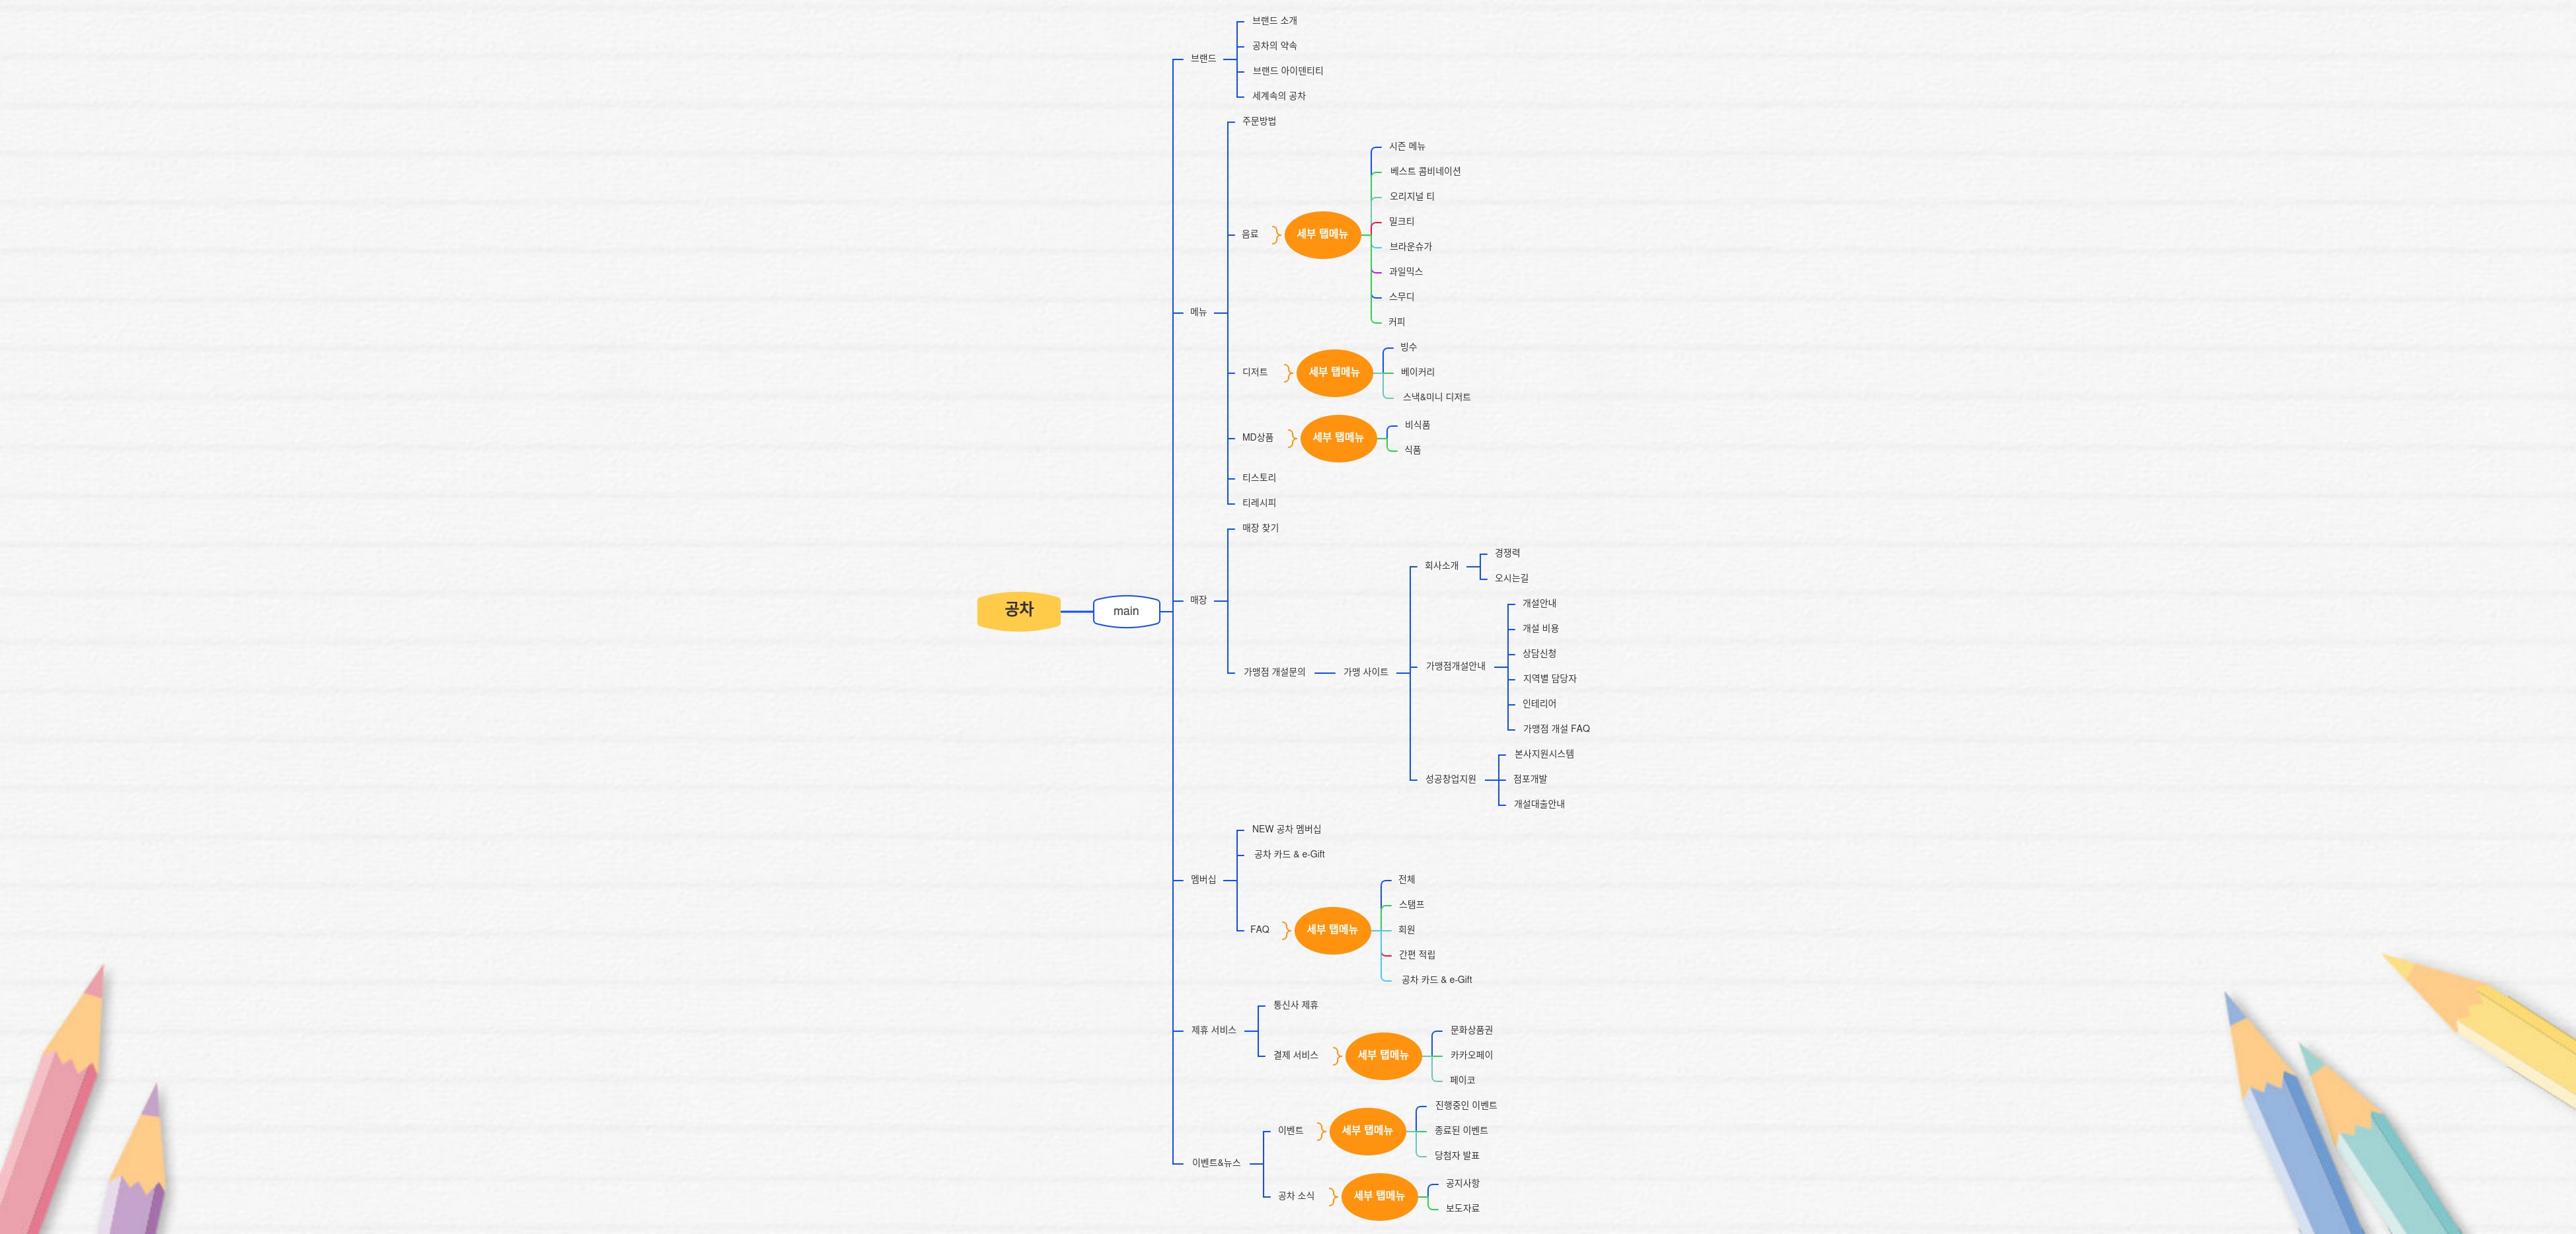 공차
main
브랜드
브랜드 소개
공차의 약속
브랜드 아이덴티티
세계속의 공차
메뉴
주문방법
음료
세부 탭메뉴
시즌 메뉴
베스트 콤비네이션
오리지널 티
밀크티
브라운슈가
과일믹스
스무디
커피
디저트
세부 탭메뉴
빙수
베이커리
스낵&미니 디저트
MD상품
세부 탭메뉴
비식품
식품
티스토리
티레시피
매장
매장 찾기
가맹점 개설문의
가맹 사이트
회사소개
경쟁력
오시는길
가맹점개설안내
개설안내
개설 비용
상담신청
지역별 담당자
인테리어
가맹점 개설 FAQ
성공창업지원
본사지원시스템
점포개발
개설대출안내
멤버십
NEW 공차 멤버십
공차 카드 & e-Gift
FAQ
세부 탭메뉴
전체
스탬프
회원
간편 적립
공차 카드 & e-Gift
제휴 서비스
통신사 제휴
결제 서비스
세부 탭메뉴
문화상품권
카카오페이
페이코
이벤트&뉴스
이벤트
세부 탭메뉴
진행중인 이벤트
종료된 이벤트
당첨자 발표
공차 소식
세부 탭메뉴
공지사항
보도자료